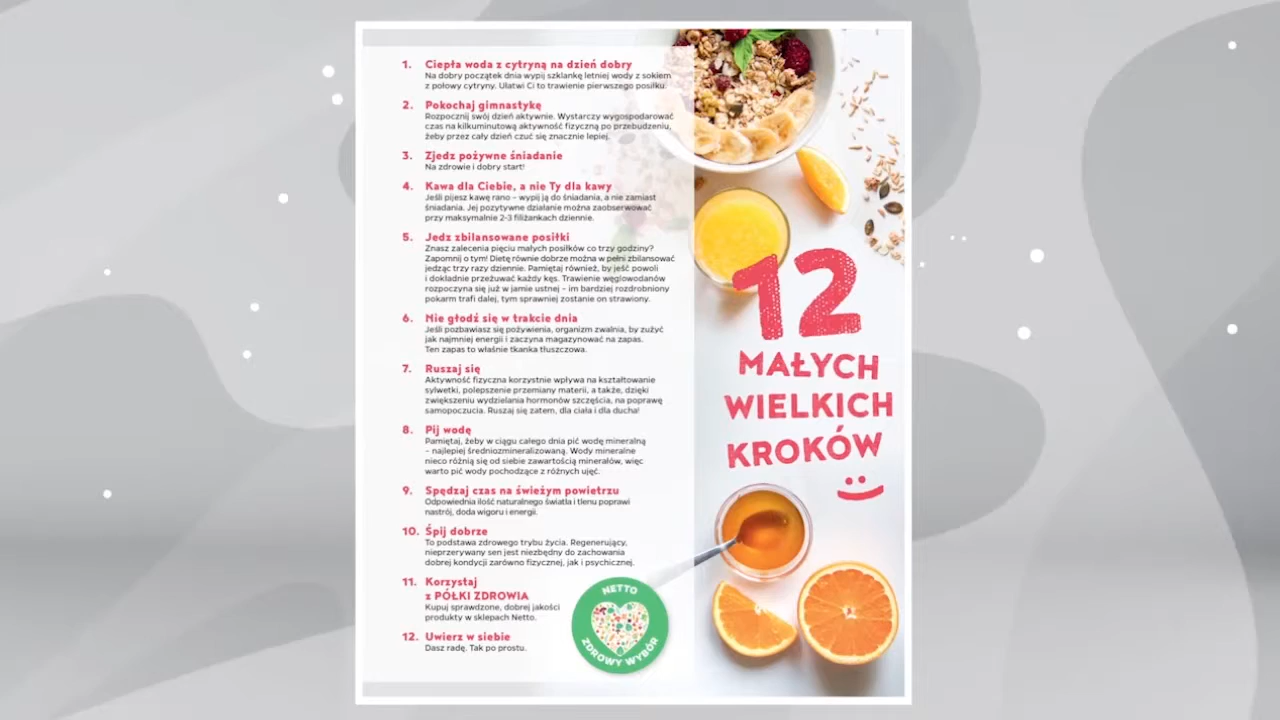 1. Ciepła woda z cytryną na dzień dobry
Na dobry początek dnia wypij szklankę letniej wody z sokiem
z połowy cytryny. Ułatwi Ci to trawienie pierwszego posiłku.
2. Pokochaj gimnastykę
Rozpocznij swój dzień aktywnie. Wystarczy wygospodarować
czas na kilkuminutową aktywność fizyczną po przebudzeniu,
żeby przez cały dzień czuć się znacznie lepiej.
3. Zjedz pożywne śniadanie
Na zdrowie i dobry start!
4. Kawa dla Ciebie, a nie Ty dla kawy
Jeśli pijesz kawę rano – wypij ją do śniadania, a nie zamiast
śniadania. Jej pozytywne działanie można zaobserwować
przy maksymalnie 2-3 filiżankach dziennie.
5. Jedz zbilansowane posiłki
Znasz zalecenia pięciu małych posiłków co trzy godziny?
Zapomnij o tym! Dietę równie dobrze można w pełni zbilansować
jedząc trzy razy dziennie. Pamiętaj również, by jeść powoli
i dokładnie przeżuwać każdy kęs. Trawienie węglowodanów
rozpoczyna się już w jamie ustnej – im bardziej rozdrobniony
pokarm trafi dalej, tym sprawniej zostanie on strawiony.
6. Nie głodź się w trakcie dnia
Jeśli pozbawiasz się pożywienia, organizm zwalnia, by zużyć
jak najmniej energii i zaczyna magazynować na zapas.
Ten zapas to właśnie tkanka tłuszczowa.
7. Ruszaj się
Aktywność fizyczna korzystnie wpływa na kształtowanie
sylwetki, polepszenie przemiany materii, a także, dzięki
zwiększeniu wydzielania hormonów szczęścia, na poprawę
samopoczucia. Ruszaj się zatem, dla ciała i dla ducha!
8. Pij wodę
Pamiętaj, żeby w ciągu całego dnia pić wodę mineralną
– najlepiej średniozmineralizowaną. Wody mineralne
nieco różnią się od siebie zawartością minerałów, więc
warto pić wody pochodzące z różnych ujęć.
9. Spędzaj czas na świeżym powietrzu
Odpowiednia ilość naturalnego światła i tlenu poprawi
nastrój, doda wigoru i energii.
10. Śpij dobrze
To podstawa zdrowego trybu życia. Regenerujący,
nieprzerywany sen jest niezbędny do zachowania
dobrej kondycji zarówno fizycznej, jak i psychicznej.
11. Korzystaj
z PÓŁKI ZDROWIA
Kupuj sprawdzone, dobrej jakości
produkty w sklepach Netto.
12. Uwierz w siebie
Dasz radę. Tak po prostu.
NETTO
ZDROWY WYBÓR
12
MAŁYCH
WIELKICH
KROKÓW